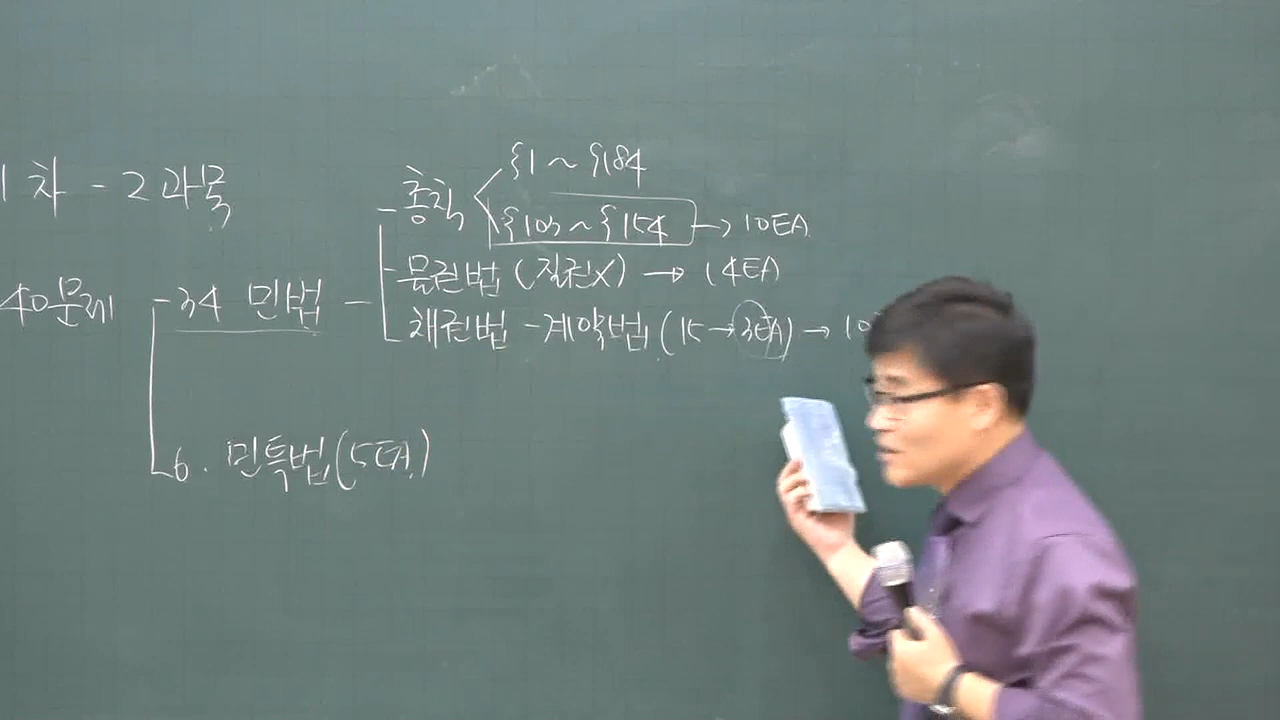 1차 - 2과목
총칙 §1 ~ §184
§103 ~ §154 → 10EA
물권법 (질권X) → 14EA
40문제 34 민법
채권법 - 계약법 (15 → 3EA) → 10
6. 민특법 (5EA)